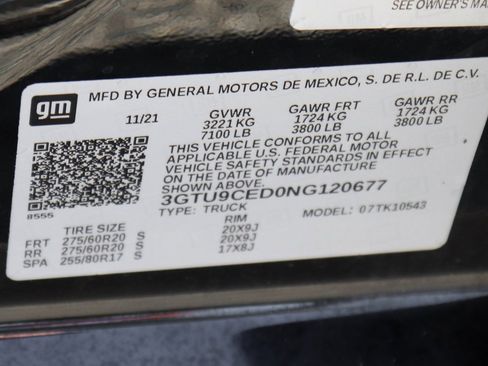 SEE OWNER'S MA
gm
MFD BY GENERAL MOTORS DE MEXICO, S. DE R.L. DE C.V.
11/21 GVWR GAWR FRT GAWR RR
3221 KG 1724 KG 1724 KG
7100 LB 3800 LB 3800 LB
THIS VEHICLE CONFORMS TO ALL
APPLICABLE U.S. FEDERAL MOTOR
VEHICLE SAFETY STANDARDS IN EFFECT
ON THE DATE OF MANUFACTURE
SHOWN ABOVE.
3GTU9CED0NG120677
8555
TYPE: TRUCK MODEL: 07TK10543
TIRE SIZE RIM
FRT 275/60R20 S 20X9J
RR 275/60R20 S 20X9J
SPA 255/80R17 S 17X8J